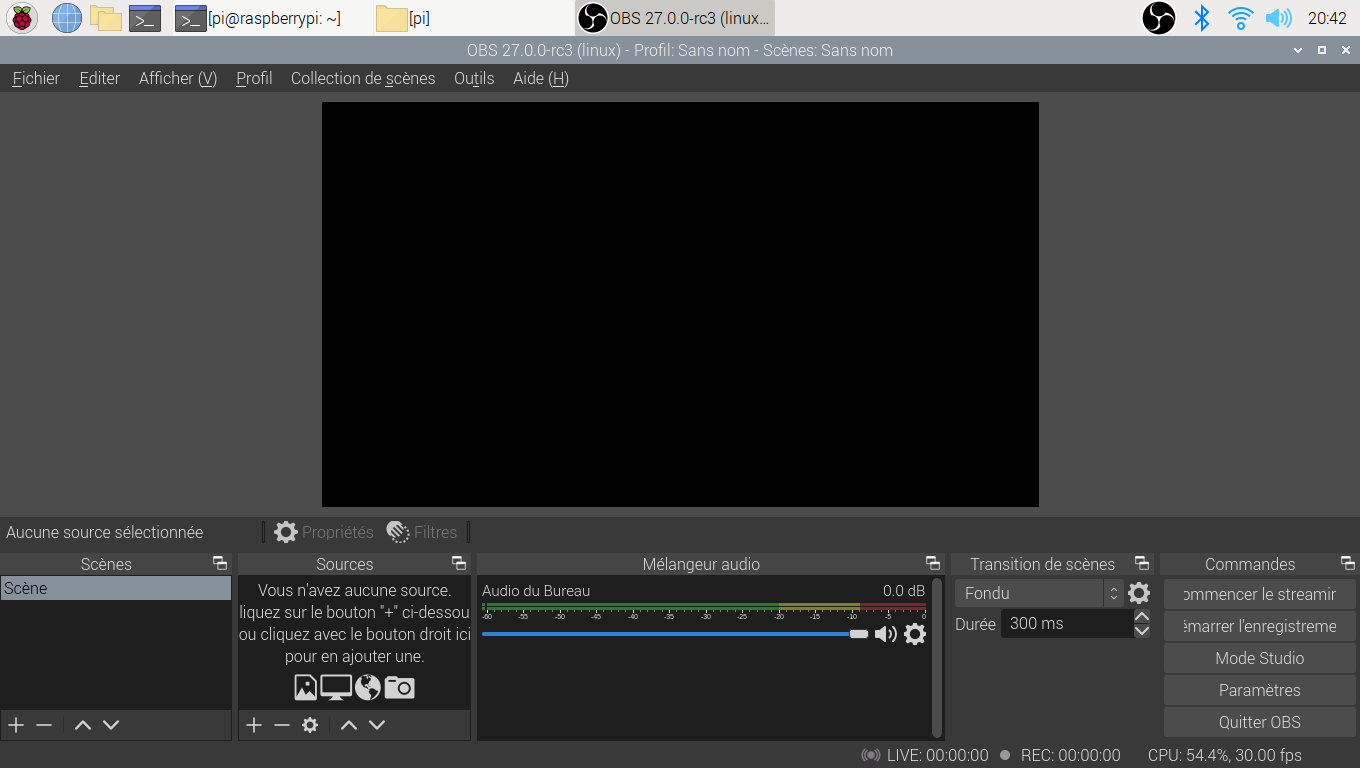 [pi@raspberrypi: ~]
[pi]
OBS 27.0.0-rc3 (linux...
20:42
OBS 27.0.0-rc3 (linux) - Profil: Sans nom - Scènes: Sans nom
Fichier Editer Afficher (V) Profil Collection de scènes Outils Aide (H)
Aucune source sélectionnée
Propriétés
Filtres
Scènes
Scène
Sources
Vous n'avez aucune source.
liquez sur le bouton "+" ci-dessou
ou cliquez avec le bouton droit ici
pour en ajouter une.
Mélangeur audio
Audio du Bureau 0.0 dB
-60 -55 -50 -45 -40 -35 -30 -25 -20 -15 -10 -5 0
Transition de scènes
Fondu
Durée 300 ms
Commandes
ommencer le streamir
émarrer l'enregistreme
Mode Studio
Paramètres
Quitter OBS
LIVE: 00:00:00 REC: 00:00:00 CPU: 54.4%, 30.00 fps